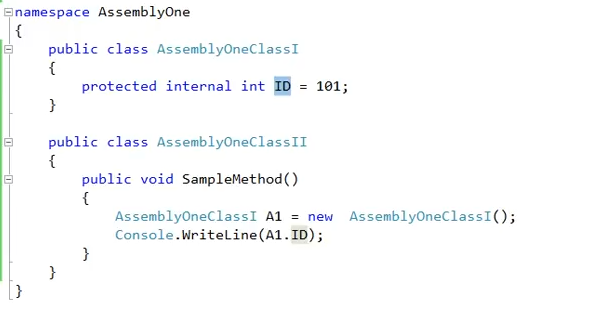 namespace AssemblyOne
{
    public class AssemblyOneClassI
    {
        protected internal int ID = 101;
    }

    public class AssemblyOneClassII
    {
        public void SampleMethod()
        {
            AssemblyOneClassI A1 = new  AssemblyOneClassI();
            Console.WriteLine(A1.ID);
        }
    }
}